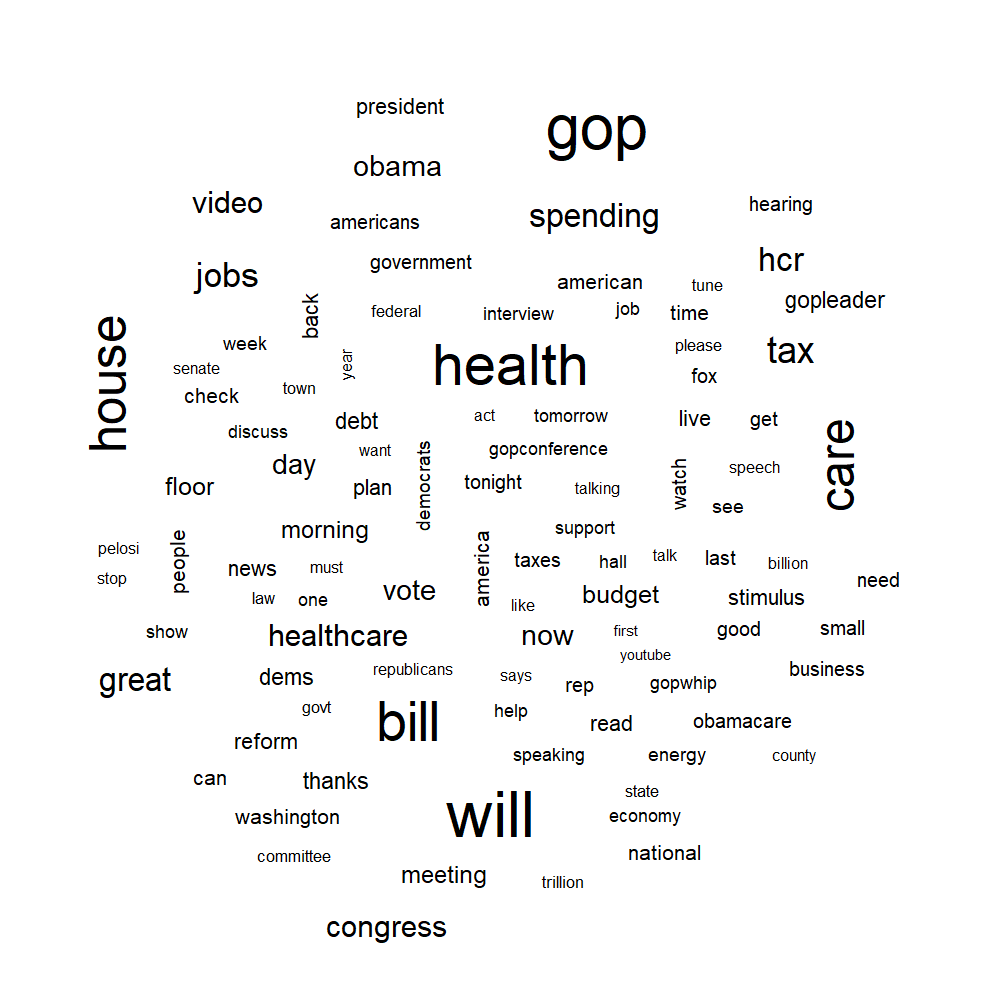 president
gop
obama
video
spending
hearing
americans
government
hcr
jobs
american
tune
gopleader
back
federal
interview
job
time
house
week
year
health
please
tax
senate
town
fox
check
debt
act
tomorrow
live
get
discuss
want
gopconference
care
day
democrats
watch
speech
floor
plan
tonight
talking
see
morning
support
pelosi
people
america
taxes
hall
talk
last
billion
stop
news
must
need
law
one
vote
like
budget
stimulus
show
healthcare
now
first
good
small
youtube
great
dems
republicans
says
rep
gopwhip
business
govt
bill
help
read
obamacare
reform
speaking
energy
county
can
thanks
state
washington
will
economy
committee
national
meeting
trillion
congress